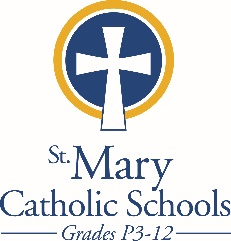 St. Mary
Catholic Schools
Grades P3-12